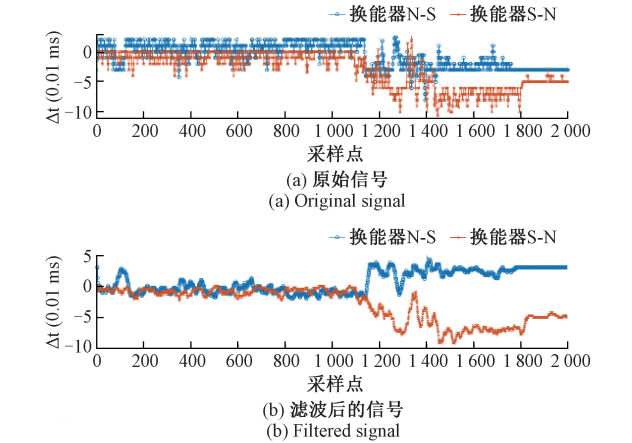 换能器N-S 换能器S-N
Δt (0.01 ms)
0
−5
−10
0 200 400 600 800 1 000 1 200 1 400 1 600 1 800 2 000
采样点
(a) 原始信号
(a) Original signal
换能器N-S 换能器S-N
Δt (0.01 ms)
5
0
−5
−10
0 200 400 600 800 1 000 1 200 1 400 1 600 1 800 2 000
采样点
(b) 滤波后的信号
(b) Filtered signal